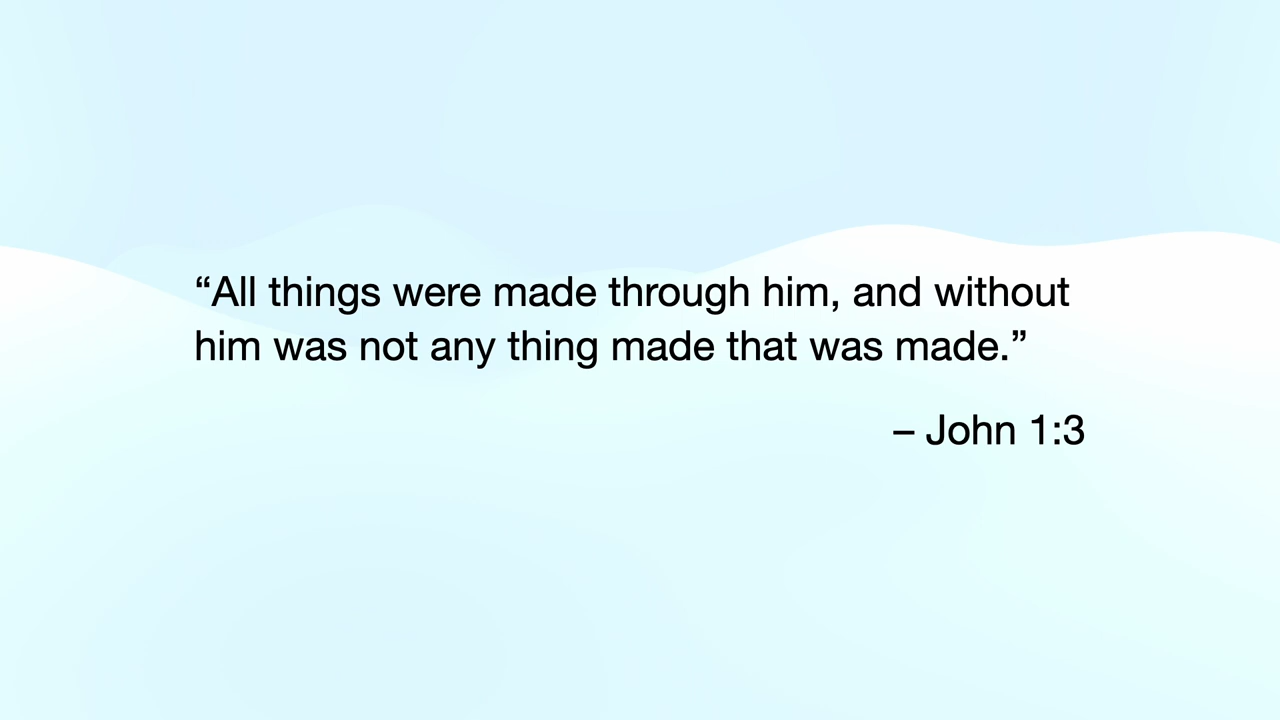 “All things were made through him, and without
him was not any thing made that was made.”
– John 1:3